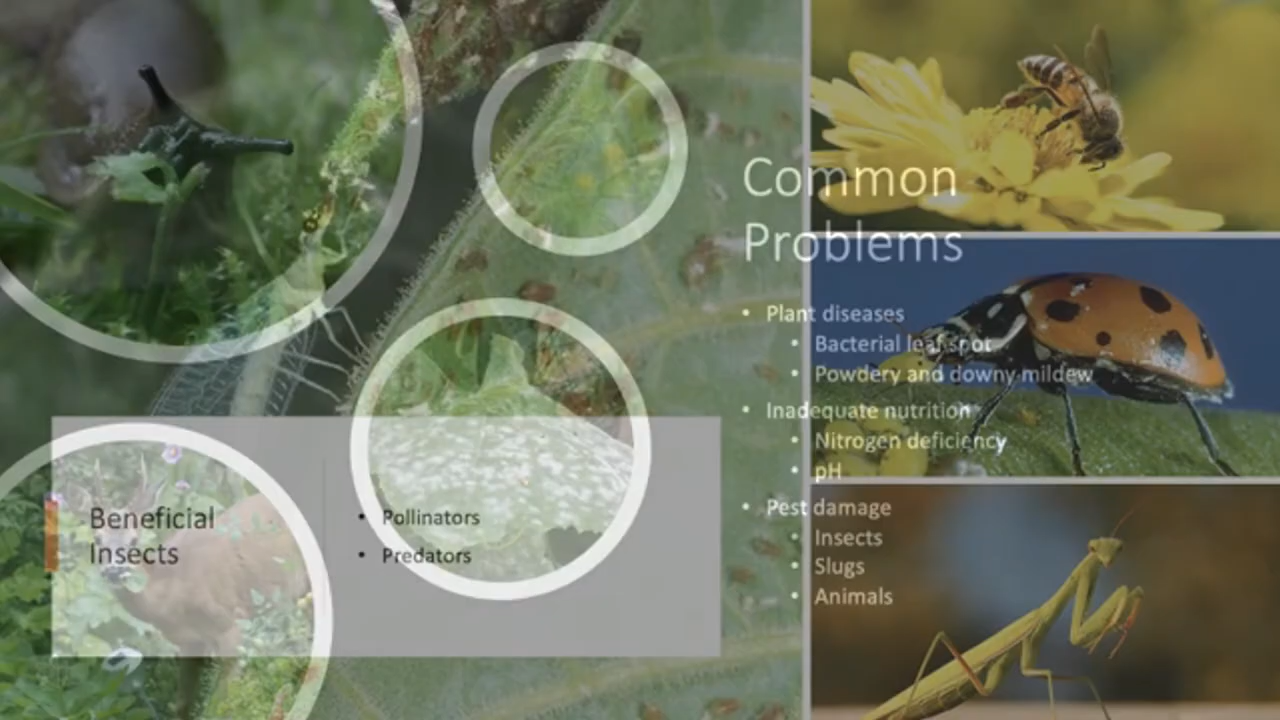 Common
Problems
• Plant diseases
• Bacterial leaf spot
• Powdery and downy mildew
• Inadequate nutrition
• Nitrogen deficiency
• pH
• Pest damage
• Insects
• Slugs
• Animals
Beneficial
Insects
• Pollinators
• Predators